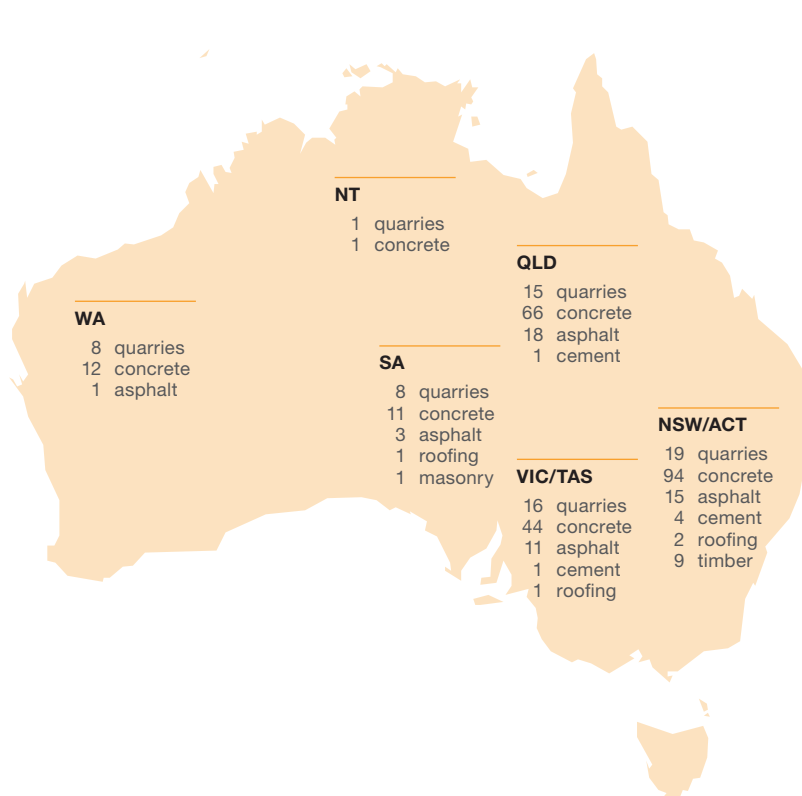 NT
1 quarries
1 concrete
QLD
15 quarries
66 concrete
18 asphalt
1 cement
WA
8 quarries
12 concrete
1 asphalt
SA
8 quarries
11 concrete
3 asphalt
1 roofing
1 masonry
NSW/ACT
19 quarries
94 concrete
15 asphalt
4 cement
2 roofing
9 timber
VIC/TAS
16 quarries
44 concrete
11 asphalt
1 cement
1 roofing